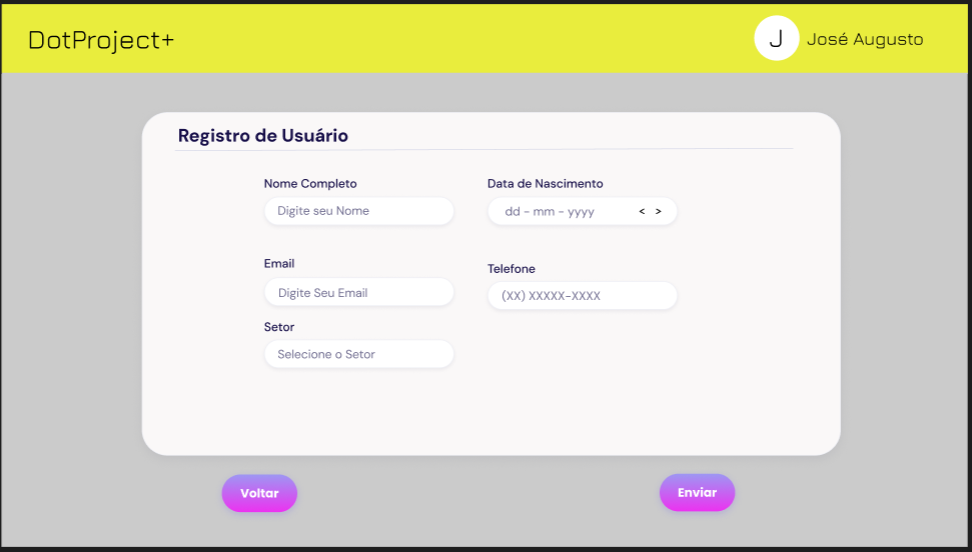 DotProject+
J José Augusto
Registro de Usuário
Nome Completo
Digite seu Nome
Data de Nascimento
dd - mm - yyyy < >
Email
Digite Seu Email
Telefone
(XX) XXXXX-XXXX
Setor
Selecione o Setor
Voltar
Enviar